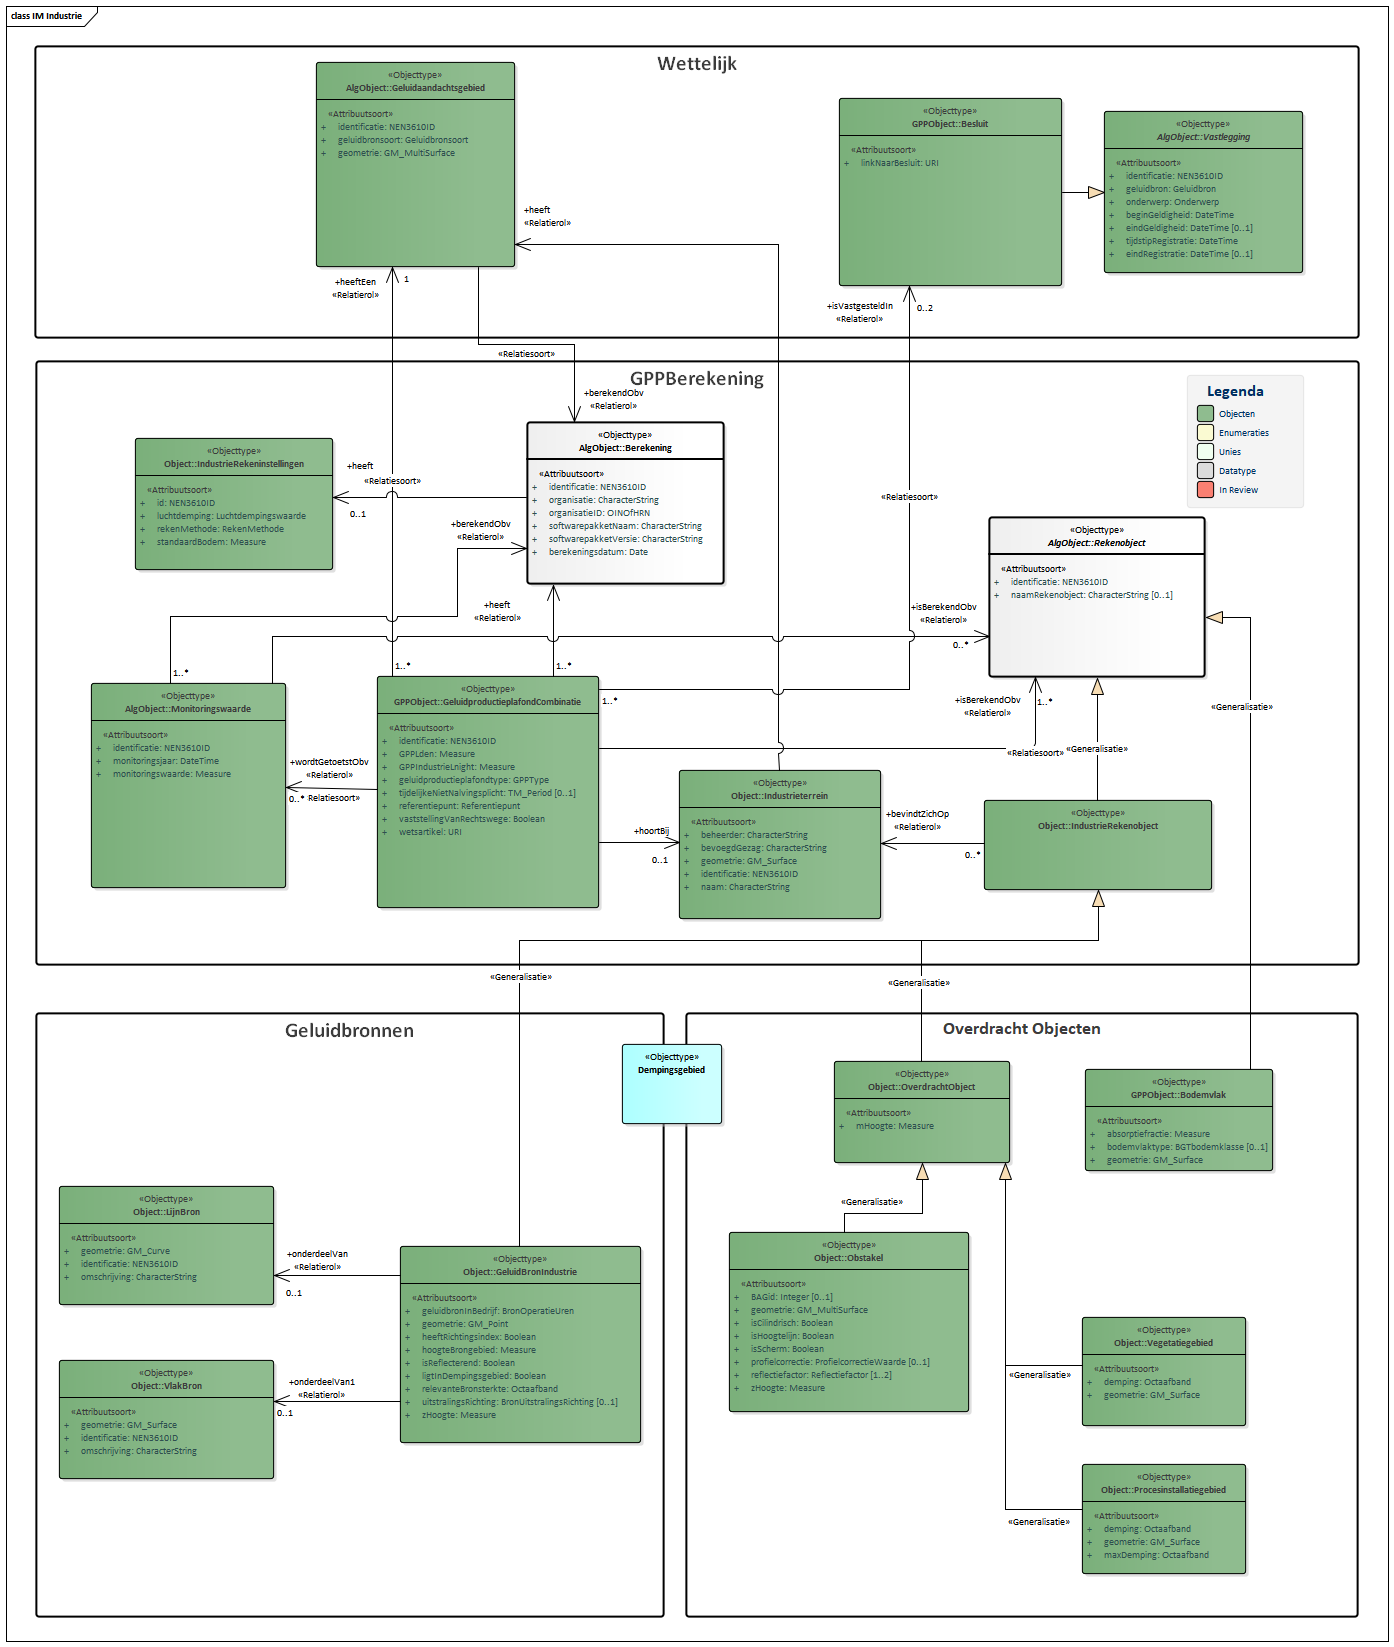 class IM Industrie
Wettelijk
«Objecttype»
AlgObject::Geluidaandachtsgebied
«Attribuutsoort»
+ identificatie: NEN3610ID
+ geluidbronsoort: Geluidbronsoort
+ geometrie: GM_MultiSurface
«Objecttype»
GPPObject::Besluit
«Attribuutsoort»
+ linkNaarBesluit: URI
«Objecttype»
AlgObject::Vastlegging
«Attribuutsoort»
+ identificatie: NEN3610ID
+ geluidbron: Geluidbron
+ onderwerp: Onderwerp
+ beginGeldigheid: DateTime
+ eindGeldigheid: DateTime [0..1]
+ tijdstipRegistratie: DateTime
+ eindRegistratie: DateTime [0..1]
+heeft
«Relatierol»
+heeftEen
«Relatierol»
1
+isVastgesteldIn
«Relatierol»
0..2
«Relatiesoort»
GPPBerekening
+berekendObv
«Relatierol»
Legenda
Objecten
Enumeraties
Unies
Datatype
In Review
«Objecttype»
Object::IndustrieRekeninstellingen
«Attribuutsoort»
+ id: NEN3610ID
+ luchtdemping: Luchtdempingswaarde
+ rekenMethode: RekenMethode
+ standaardBodem: Measure
+heeft
«Relatierol»
0..1
«Relatiesoort»
«Objecttype»
AlgObject::Berekening
«Attribuutsoort»
+ identificatie: NEN3610ID
+ organisatie: CharacterString
+ organisatieID: OINOfHRN
+ softwarepakketNaam: CharacterString
+ softwarepakketVersie: CharacterString
+ berekeningsdatum: Date
«Relatiesoort»
+berekendObv
«Relatierol»
«Objecttype»
AlgObject::Rekenobject
«Attribuutsoort»
+ identificatie: NEN3610ID
+ naamRekenobject: CharacterString [0..1]
+heeft
«Relatierol»
+isBerekendObv
«Relatierol»
0..*
1..*
1..*
1..*
1..*
«Objecttype»
AlgObject::Monitoringswaarde
«Attribuutsoort»
+ identificatie: NEN3610ID
+ monitoringsjaar: DateTime
+ monitoringswaarde: Measure
+wordtGetoetstObv
«Relatierol»
0..*
Relatiesoort»
«Objecttype»
GPPObject::GeluidproductieplafondCombinatie
«Attribuutsoort»
+ identificatie: NEN3610ID
+ GPPLden: Measure
+ GPPIndustrieLnight: Measure
+ geluidproductieplafondtype: GPPType
+ tijdelijkeNietNalvingsplicht: TM_Period [0..1]
+ referentiepunt: Referentiepunt
+ vaststellingVanRechtswege: Boolean
+ wetsartikel: URI
+isBerekendObv
«Relatierol»
1..*
«Relatiesoort»
«Generalisatie»
«Generalisatie»
+hoortBij
0..1
«Objecttype»
Object::Industrieterrein
«Attribuutsoort»
+ beheerder: CharacterString
+ bevoegdGezag: CharacterString
+ geometrie: GM_Surface
+ identificatie: NEN3610ID
+ naam: CharacterString
+bevindtZichOp
«Relatierol»
0..*
«Objecttype»
Object::IndustrieRekenobject
«Generalisatie»
«Generalisatie»
Geluidbronnen
Overdracht Objecten
«Objecttype»
Dempingsgebied
«Objecttype»
Object::OverdrachtObject
«Attribuutsoort»
+ mHoogte: Measure
«Objecttype»
GPPObject::Bodemvlak
«Attribuutsoort»
+ absorptiefractie: Measure
+ bodemvlaktype: BGTbodemklasse [0..1]
+ geometrie: GM_Surface
«Objecttype»
Object::LijnBron
«Attribuutsoort»
+ geometrie: GM_Curve
+ identificatie: NEN3610ID
+ omschrijving: CharacterString
+onderdeelVan
«Relatierol»
0..1
«Objecttype»
Object::VlakBron
«Attribuutsoort»
+ geometrie: GM_Surface
+ identificatie: NEN3610ID
+ omschrijving: CharacterString
+onderdeelVan1
«Relatierol»
0..1
«Objecttype»
Object::GeluidBronIndustrie
«Attribuutsoort»
+ geluidbronInBedrijf: BronOperatieUren
+ geometrie: GM_Point
+ heeftRichtingsindex: Boolean
+ hoogteBrongebied: Measure
+ isReflecterend: Boolean
+ ligtInDempingsgebied: Boolean
+ relevanteBronsterkte: Octaafband
+ uitstralingsRichting: BronUitstralingsRichting [0..1]
+ zHoogte: Measure
«Generalisatie»
«Objecttype»
Object::Obstakel
«Attribuutsoort»
+ BAGid: Integer [0..1]
+ geometrie: GM_MultiSurface
+ isCilindrisch: Boolean
+ isHoogtelijn: Boolean
+ isScherm: Boolean
+ profielcorrectie: ProfielcorrectieWaarde [0..1]
+ reflectiefactor: Reflectiefactor [1..2]
+ zHoogte: Measure
«Objecttype»
Object::Vegetatiegebied
«Attribuutsoort»
+ demping: Octaafband
+ geometrie: GM_Surface
«Generalisatie»
«Objecttype»
Object::Procesinstallatiegebied
«Attribuutsoort»
+ demping: Octaafband
+ geometrie: GM_Surface
+ maxDemping: Octaafband
«Generalisatie»